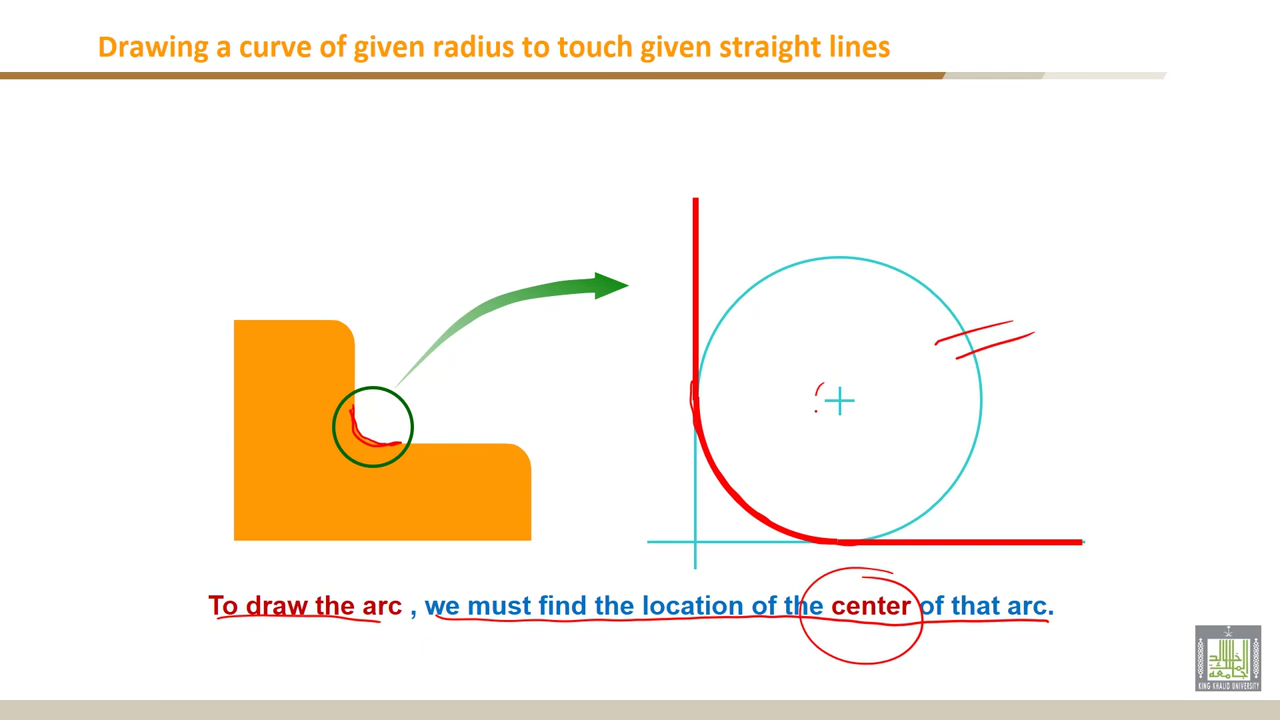 Drawing a curve of given radius to touch given straight lines
To draw the arc , we must find the location of the center of that arc.
KING KHALID UNIVERSITY